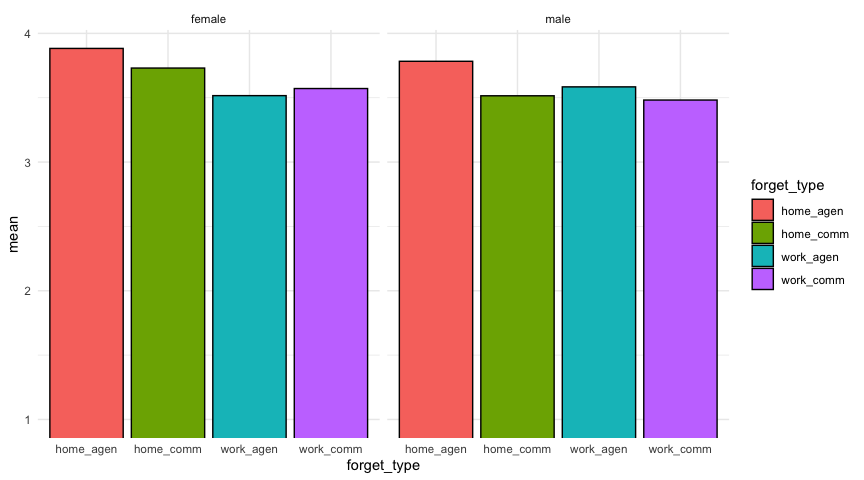 female
male
4
3
2
1
mean
home_agen
home_comm
work_agen
work_comm
home_agen
home_comm
work_agen
work_comm
forget_type
forget_type
home_agen
home_comm
work_agen
work_comm